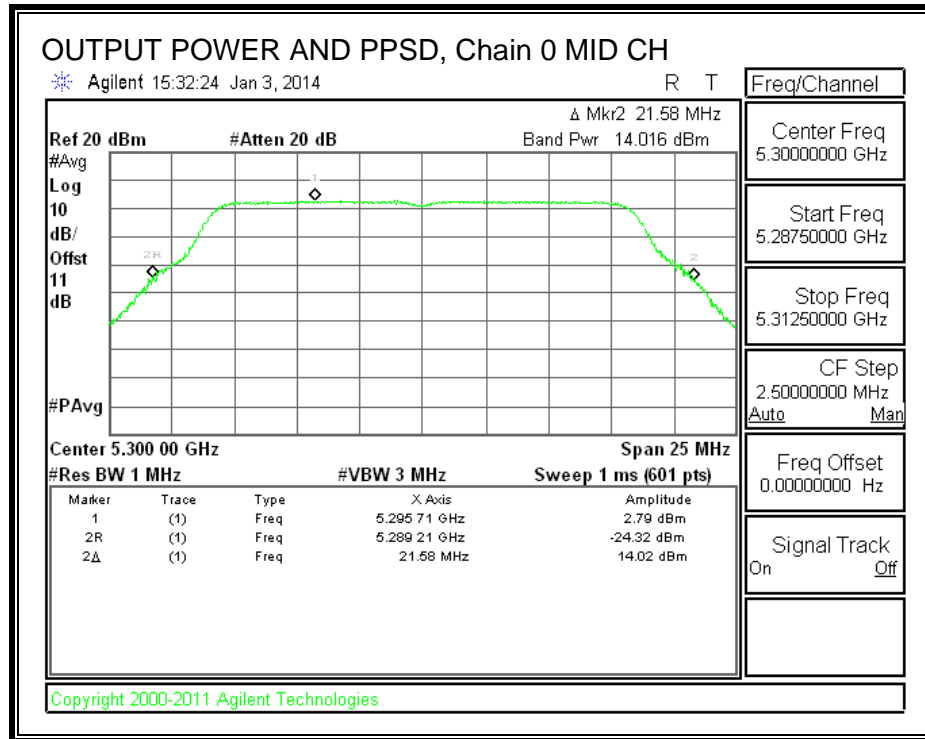 OUTPUT POWER AND PPSD, Chain 0 MID CH
Agilent 15:32:24 Jan 3, 2014 R T
Δ Mkr2 21.58 MHz
Ref 20 dBm #Atten 20 dB Band Pwr 14.016 dBm
#Avg
Log
10
dB/
Offst
11
dB
#PAvg
1
2R
2
Center 5.300 00 GHz Span 25 MHz
#Res BW 1 MHz #VBW 3 MHz Sweep 1 ms (601 pts)
Marker Trace Type X Axis Amplitude
1 (1) Freq 5.295 71 GHz 2.79 dBm
2R (1) Freq 5.289 21 GHz -24.32 dBm
2Δ (1) Freq 21.58 MHz 14.02 dBm
Freq/Channel
Center Freq
5.30000000 GHz
Start Freq
5.28750000 GHz
Stop Freq
5.31250000 GHz
CF Step
2.50000000 MHz
Auto Man
Freq Offset
0.00000000 Hz
Signal Track
On Off
Copyright 2000-2011 Agilent Technologies